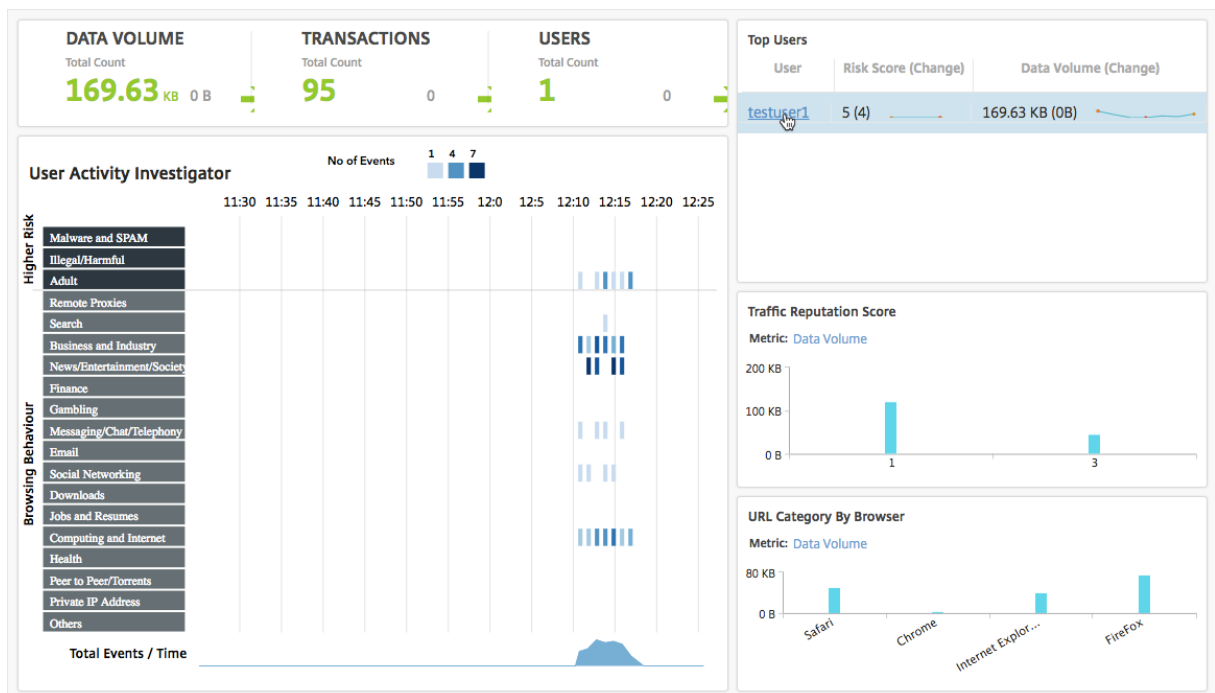 DATA VOLUME
Total Count
169.63 KB 0 B
TRANSACTIONS
Total Count
95 0
USERS
Total Count
1 0
User Activity Investigator
No of Events
1 4 7
11:30 11:35 11:40 11:45 11:50 11:55 12:0 12:5 12:10 12:15 12:20 12:25
Higher Risk
Malware and SPAM
Illegal/Harmful
Adult
Browsing Behaviour
Remote Proxies
Search
Business and Industry
News/Entertainment/Society
Finance
Gambling
Messaging/Chat/Telephony
Email
Social Networking
Downloads
Jobs and Resumes
Computing and Internet
Health
Peer to Peer/Torrents
Private IP Address
Others
Total Events / Time
Top Users
User Risk Score (Change) Data Volume (Change)
testuser1 5 (4) 169.63 KB (0B)
Traffic Reputation Score
Metric: Data Volume
200 KB
100 KB
0 B
1 3
URL Category By Browser
Metric: Data Volume
80 KB
0 B
Safari Chrome Internet Explor... FireFox